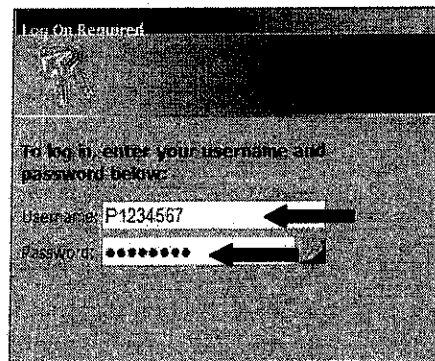 Log On Required
To log in, enter your username and
password below:
Username: P1234567
Password: ●●●●●●●●